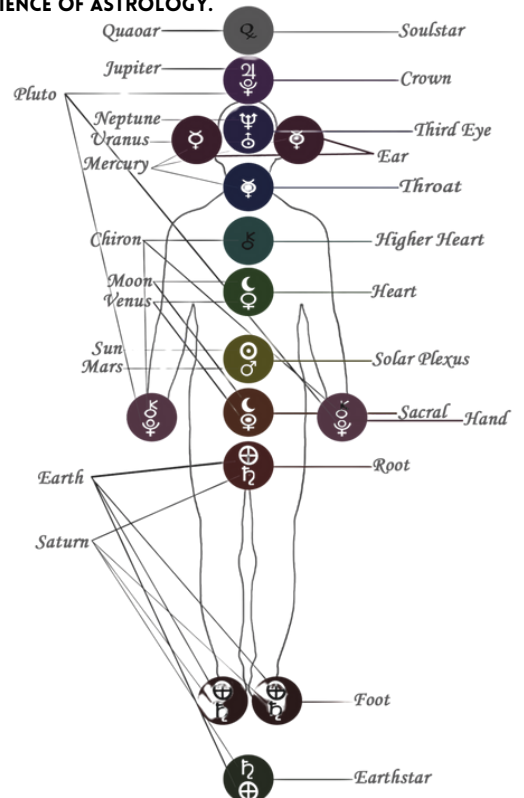 IENCE OF ASTROLOGY.
Quaoar
Soulstar
Jupiter
Crown
Pluto
Neptune
Third Eye
Uranus
Ear
Mercury
Throat
Chiron
Higher Heart
Moon
Heart
Venus
Sun
Solar Plexus
Mars
Sacral
Hand
Root
Earth
Saturn
Foot
Earthstar